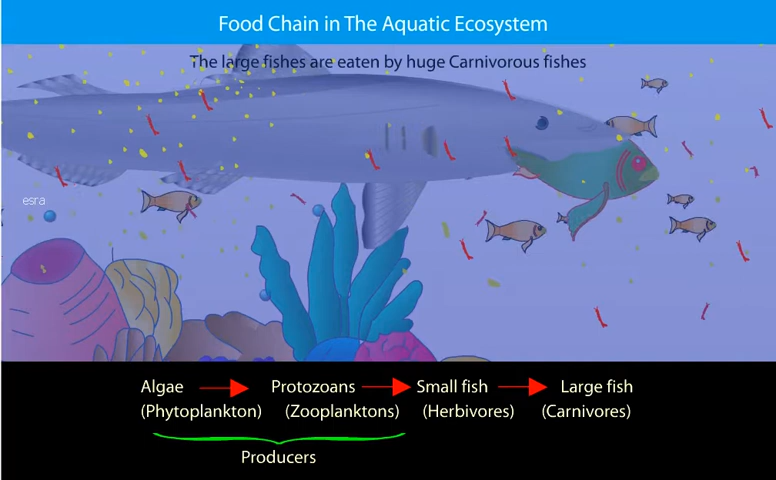 Food Chain in The Aquatic Ecosystem
The large fishes are eaten by huge Carnivorous fishes
esra
Algae Protozoans Small fish Large fish
(Phytoplankton) (Zooplanktons) (Herbivores) (Carnivores)
Producers